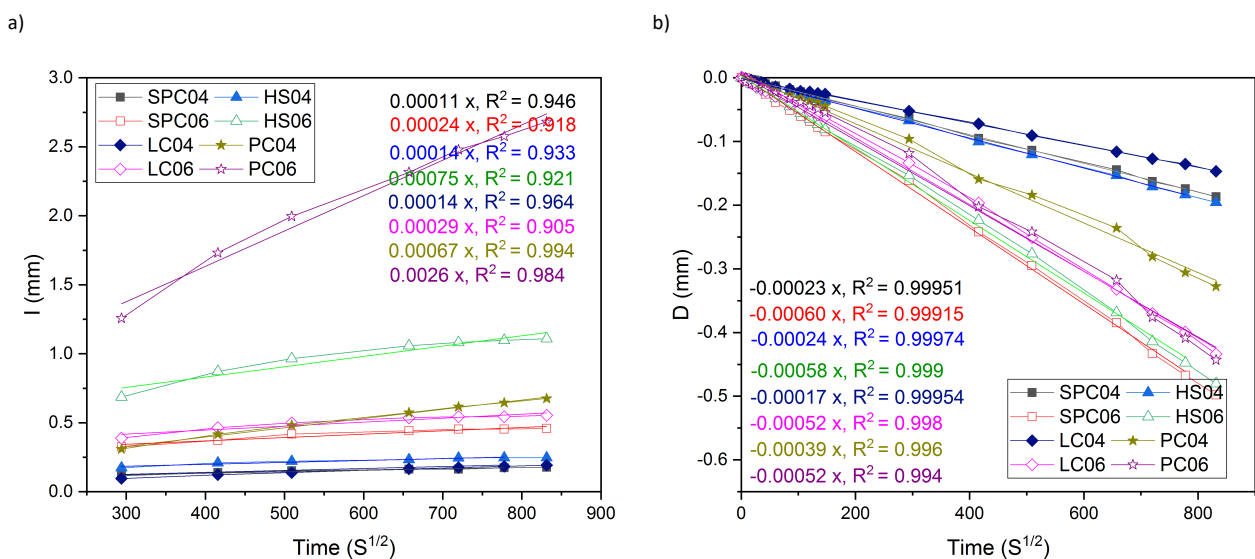 a)
3.0
2.5
2.0
1.5
1.0
0.5
0.0
I (mm)
SPC04 HS04
SPC06 HS06
LC04 PC04
LC06 PC06
0.00011 x, R² = 0.946
0.00024 x, R² = 0.918
0.00014 x, R² = 0.933
0.00075 x, R² = 0.921
0.00014 x, R² = 0.964
0.00029 x, R² = 0.905
0.00067 x, R² = 0.994
0.0026 x, R² = 0.984
300 400 500 600 700 800 900
Time (S^1/2)
b)
0.0
-0.1
-0.2
-0.3
-0.4
-0.5
-0.6
D (mm)
-0.00023 x, R² = 0.99951
-0.00060 x, R² = 0.99915
-0.00024 x, R² = 0.99974
-0.00058 x, R² = 0.999
-0.00017 x, R² = 0.99954
-0.00052 x, R² = 0.998
-0.00039 x, R² = 0.996
-0.00052 x, R² = 0.994
SPC04 HS04
SPC06 HS06
LC04 PC04
LC06 PC06
0 200 400 600 800
Time (S^1/2)